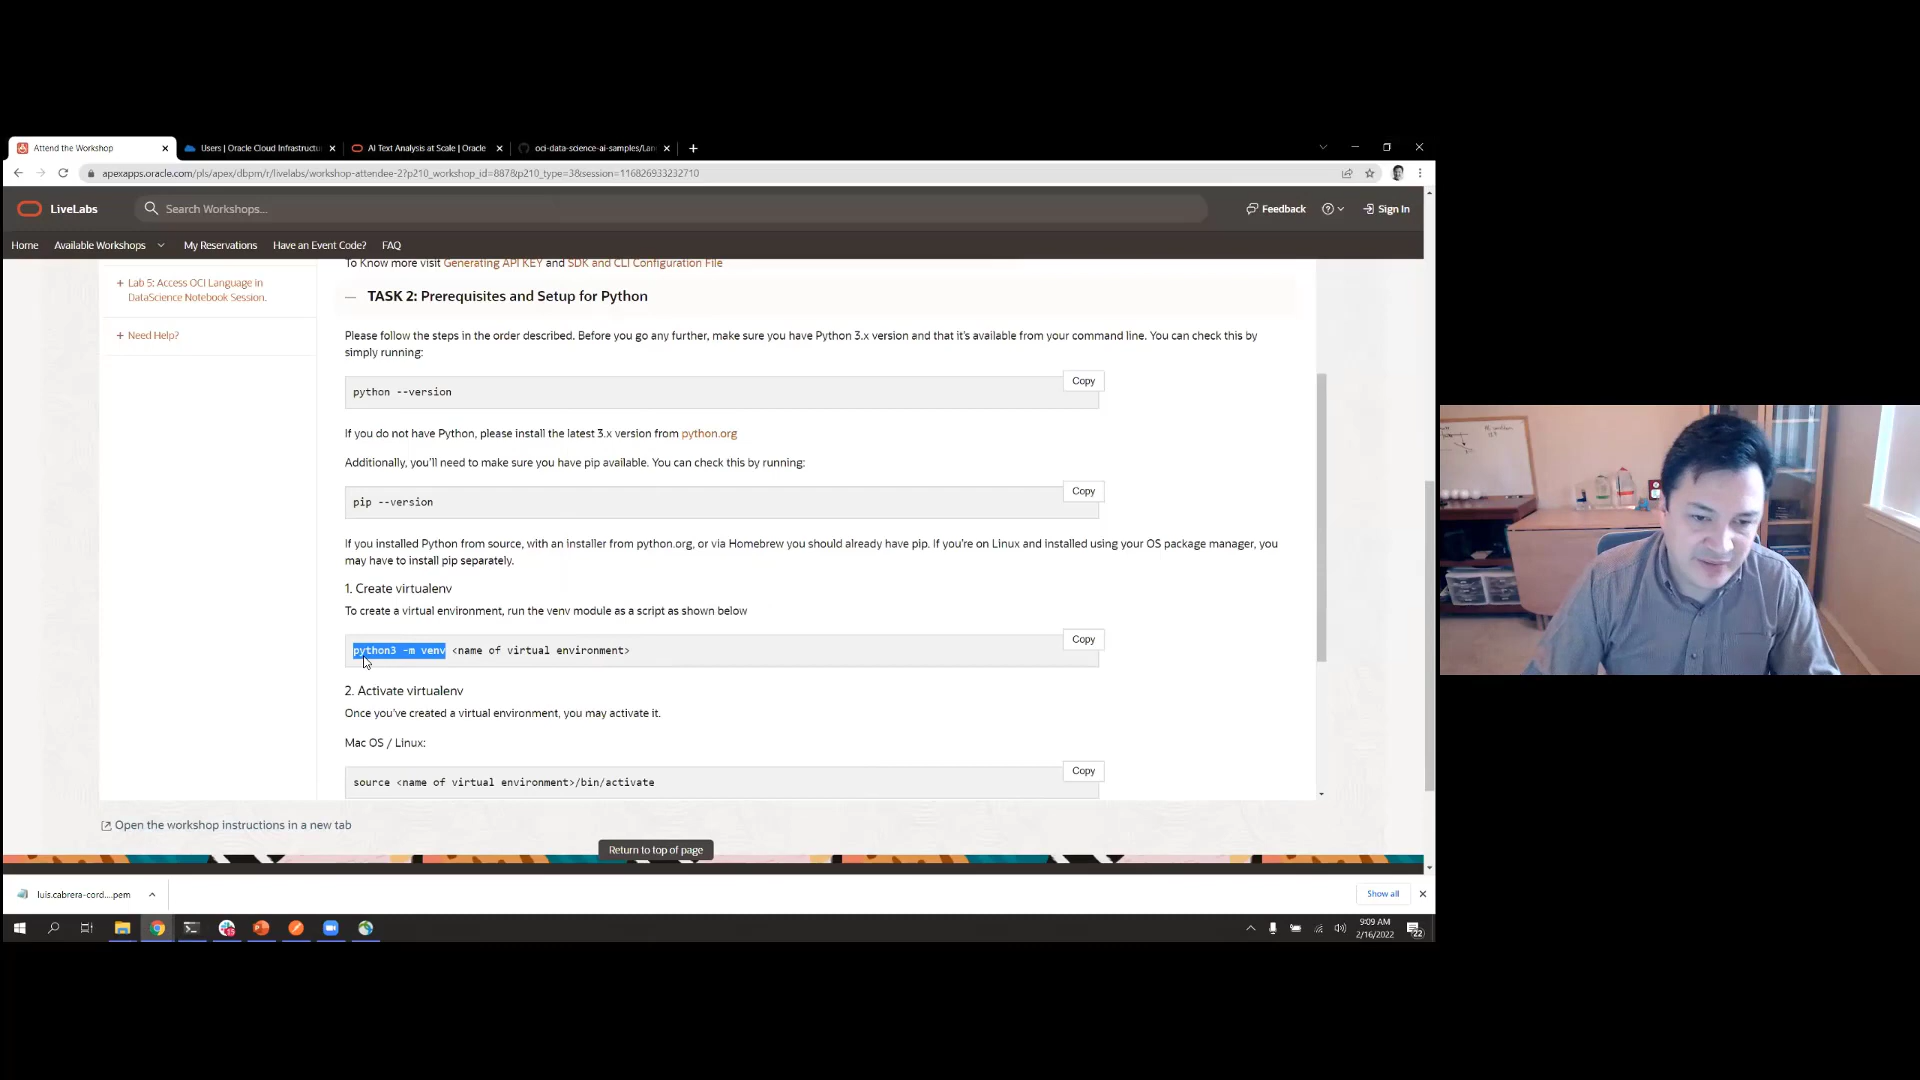 Attend the Workshop
Users | Oracle Cloud Infrastructu
AI Text Analysis at Scale | Oracle
oci-data-science-ai-samples/Lan
apexapps.oracle.com/pls/apex/dbpm/r/livelabs/workshop-attendee-2?p210_workshop_id=887&p210_type=3&session=116826933232710
LiveLabs
Search Workshops...
Feedback
Sign In
Home
Available Workshops
My Reservations
Have an Event Code?
FAQ
+ Lab 5: Access OCI Language in
DataScience Notebook Session.
+ Need Help?
To Know more visit Generating API KEY and SDK and CLI Configuration File
— TASK 2: Prerequisites and Setup for Python
Please follow the steps in the order described. Before you go any further, make sure you have Python 3.x version and that it's available from your command line. You can check this by
simply running:
Copy
python --version
If you do not have Python, please install the latest 3.x version from python.org
Additionally, you'll need to make sure you have pip available. You can check this by running:
Copy
pip --version
If you installed Python from source, with an installer from python.org, or via Homebrew you should already have pip. If you're on Linux and installed using your OS package manager, you
may have to install pip separately.
1. Create virtualenv
To create a virtual environment, run the venv module as a script as shown below
Copy
python3 -m venv <name of virtual environment>
2. Activate virtualenv
Once you've created a virtual environment, you may activate it.
Mac OS / Linux:
Copy
source <name of virtual environment>/bin/activate
Open the workshop instructions in a new tab
Return to top of page
luis.cabrera-cord....pem
Show all
9:09 AM
2/16/2022
22